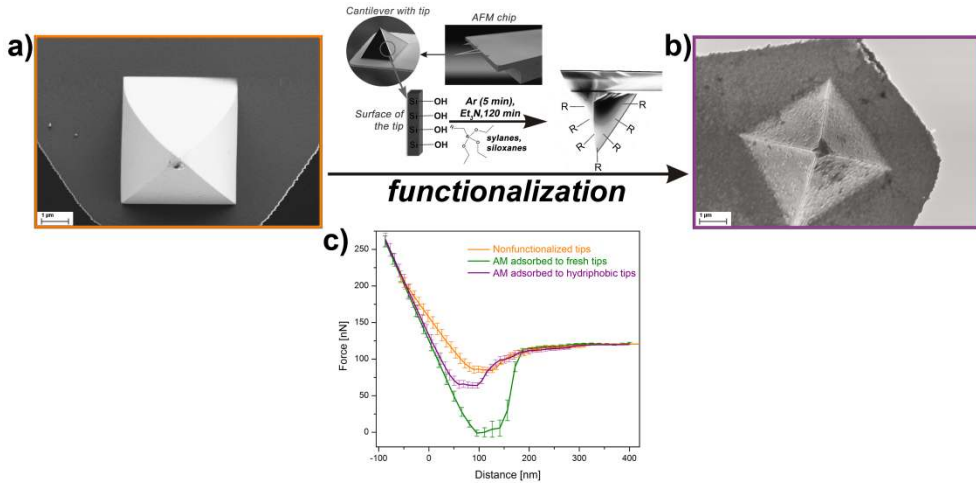 a)
1 µm
Cantilever with tip
AFM chip
Surface of
the tip
Si—OH
Si—OH
Si—OH
Si—OH
Ar (5 min),
Et3N,120 min
sylanes,
siloxanes
R
R
R
R
R
R
R
functionalization
b)
1 µm
c)
Nonfunctionalized tips
AM adsorbed to fresh tips
AM adsorbed to hydriphobic tips
Force [nN]
250
200
150
100
50
0
-100 0 100 200 300 400
Distance [nm]